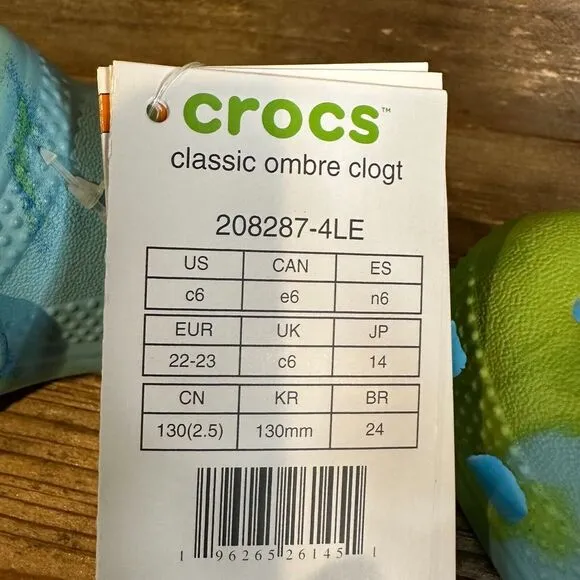 crocs™
classic ombre clogt
208287-4LE
US CAN ES
c6 e6 n6
EUR UK JP
22-23 c6 14
CN KR BR
130(2.5) 130mm 24
1 96265 26145 1